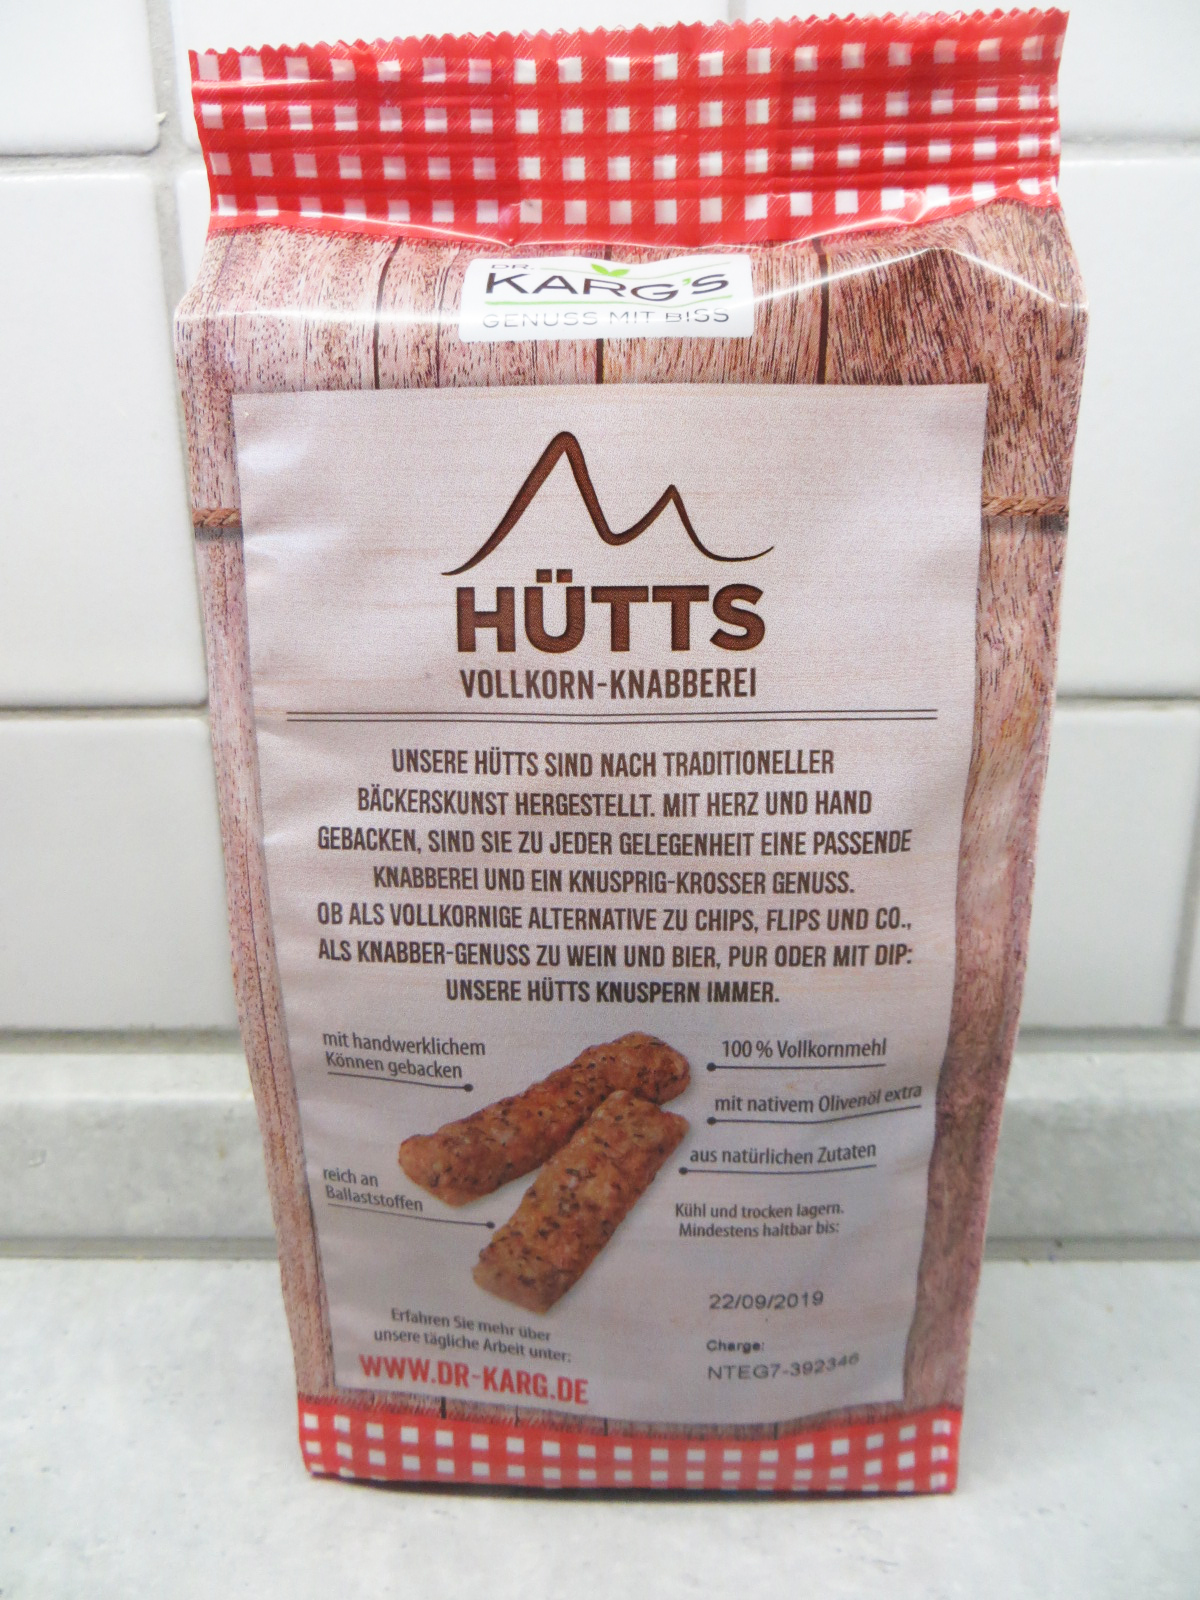 DR.
KARG'S
GENUSS MIT BISS
HÜTTS
VOLLKORN-KNABBEREI
UNSERE HÜTTS SIND NACH TRADITIONELLER
BÄCKERSKUNST HERGESTELLT. MIT HERZ UND HAND
GEBACKEN, SIND SIE ZU JEDER GELEGENHEIT EINE PASSENDE
KNABBEREI UND EIN KNUSPRIG-KROSSER GENUSS.
OB ALS VOLLKORNIGE ALTERNATIVE ZU CHIPS, FLIPS UND CO.,
ALS KNABBER-GENUSS ZU WEIN UND BIER, PUR ODER MIT DIP:
UNSERE HÜTTS KNUSPERN IMMER.
mit handwerklichem
Können gebacken
reich an
Ballaststoffen
100 % Vollkornmehl
mit nativem Olivenöl extra
aus natürlichen Zutaten
Kühl und trocken lagern.
Mindestens haltbar bis:
22/09/2019
Charge:
NTEG7-392346
Erfahren Sie mehr über
unsere tägliche Arbeit unter:
WWW.DR-KARG.DE